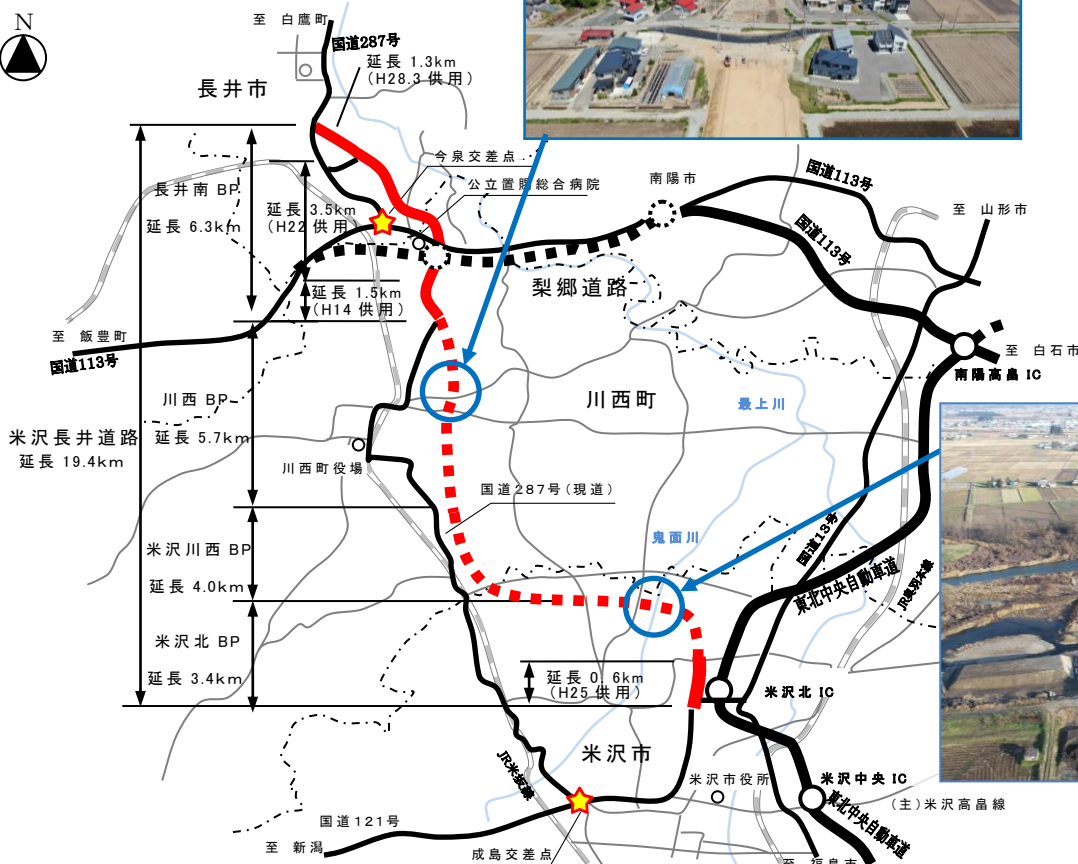 N
至 白鷹町
国道287号
延長 1.3km
(H28.3 供用)
長井市
今泉交差点
公立置賜総合病院
南陽市
国道113号
国道113号
至 山形市
長井南 BP
延長 6.3km
延長 3.5km
(H22 供用)
延長 1.5km
(H14 供用)
梨郷道路
至 飯豊町
国道113号
至 白石市
南陽高畠 IC
川西 BP
延長 5.7km
川西町
最上川
米沢長井道路
延長 19.4km
川西町役場
国道287号(現道)
鬼面川
国道13号
東北中央自動車道
JR奥羽本線
米沢川西 BP
延長 4.0km
米沢北 BP
延長 3.4km
延長 0.6km
(H25 供用)
米沢北 IC
米沢市
JR米坂線
米沢市役所
米沢中央 IC
東北中央自動車道
(主)米沢高畠線
国道121号
至 新潟
成島交差点
至 福島市